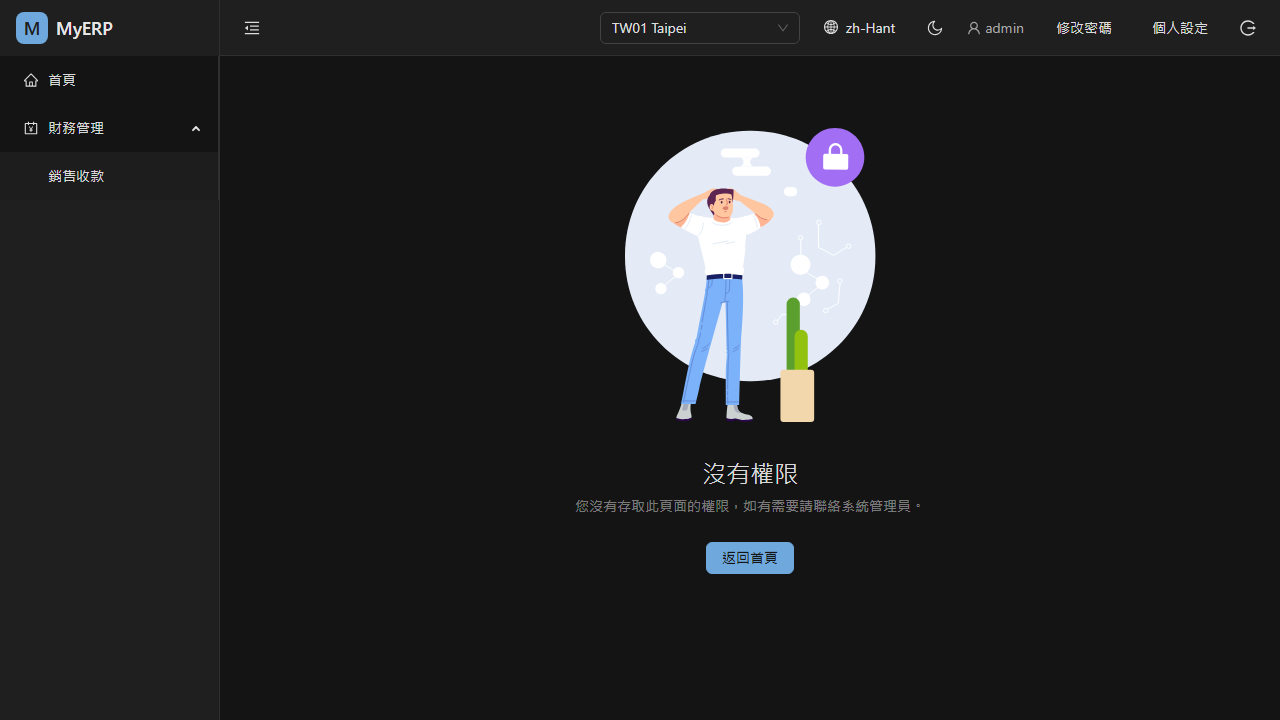 M MyERP
TW01 Taipei
zh-Hant
admin
修改密碼
個人設定
首頁
財務管理
銷售收款
沒有權限
您沒有存取此頁面的權限，如有需要請聯絡系統管理員。
返回首頁